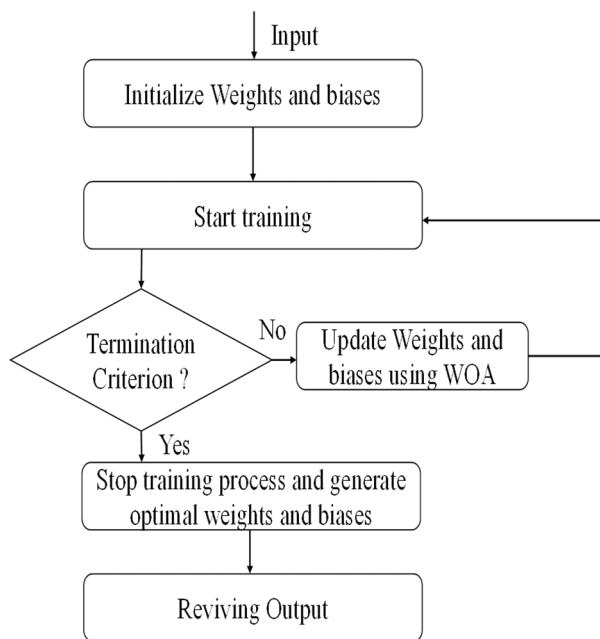 Input
Initialize Weights and biases
Start training
Termination
Criterion ?
No
Update Weights and
biases using WOA
Yes
Stop training process and generate
optimal weights and biases
Reviving Output